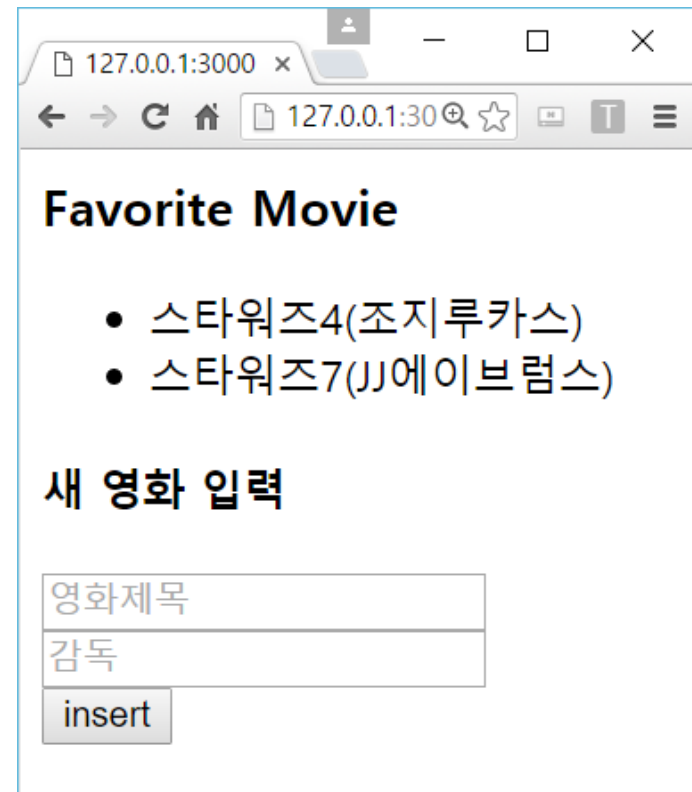 127.0.0.1:3000
127.0.0.1:30
T
Favorite Movie
스타워즈4(조지루카스)
스타워즈7(JJ에이브럼스)
새 영화 입력
영화제목
감독
insert